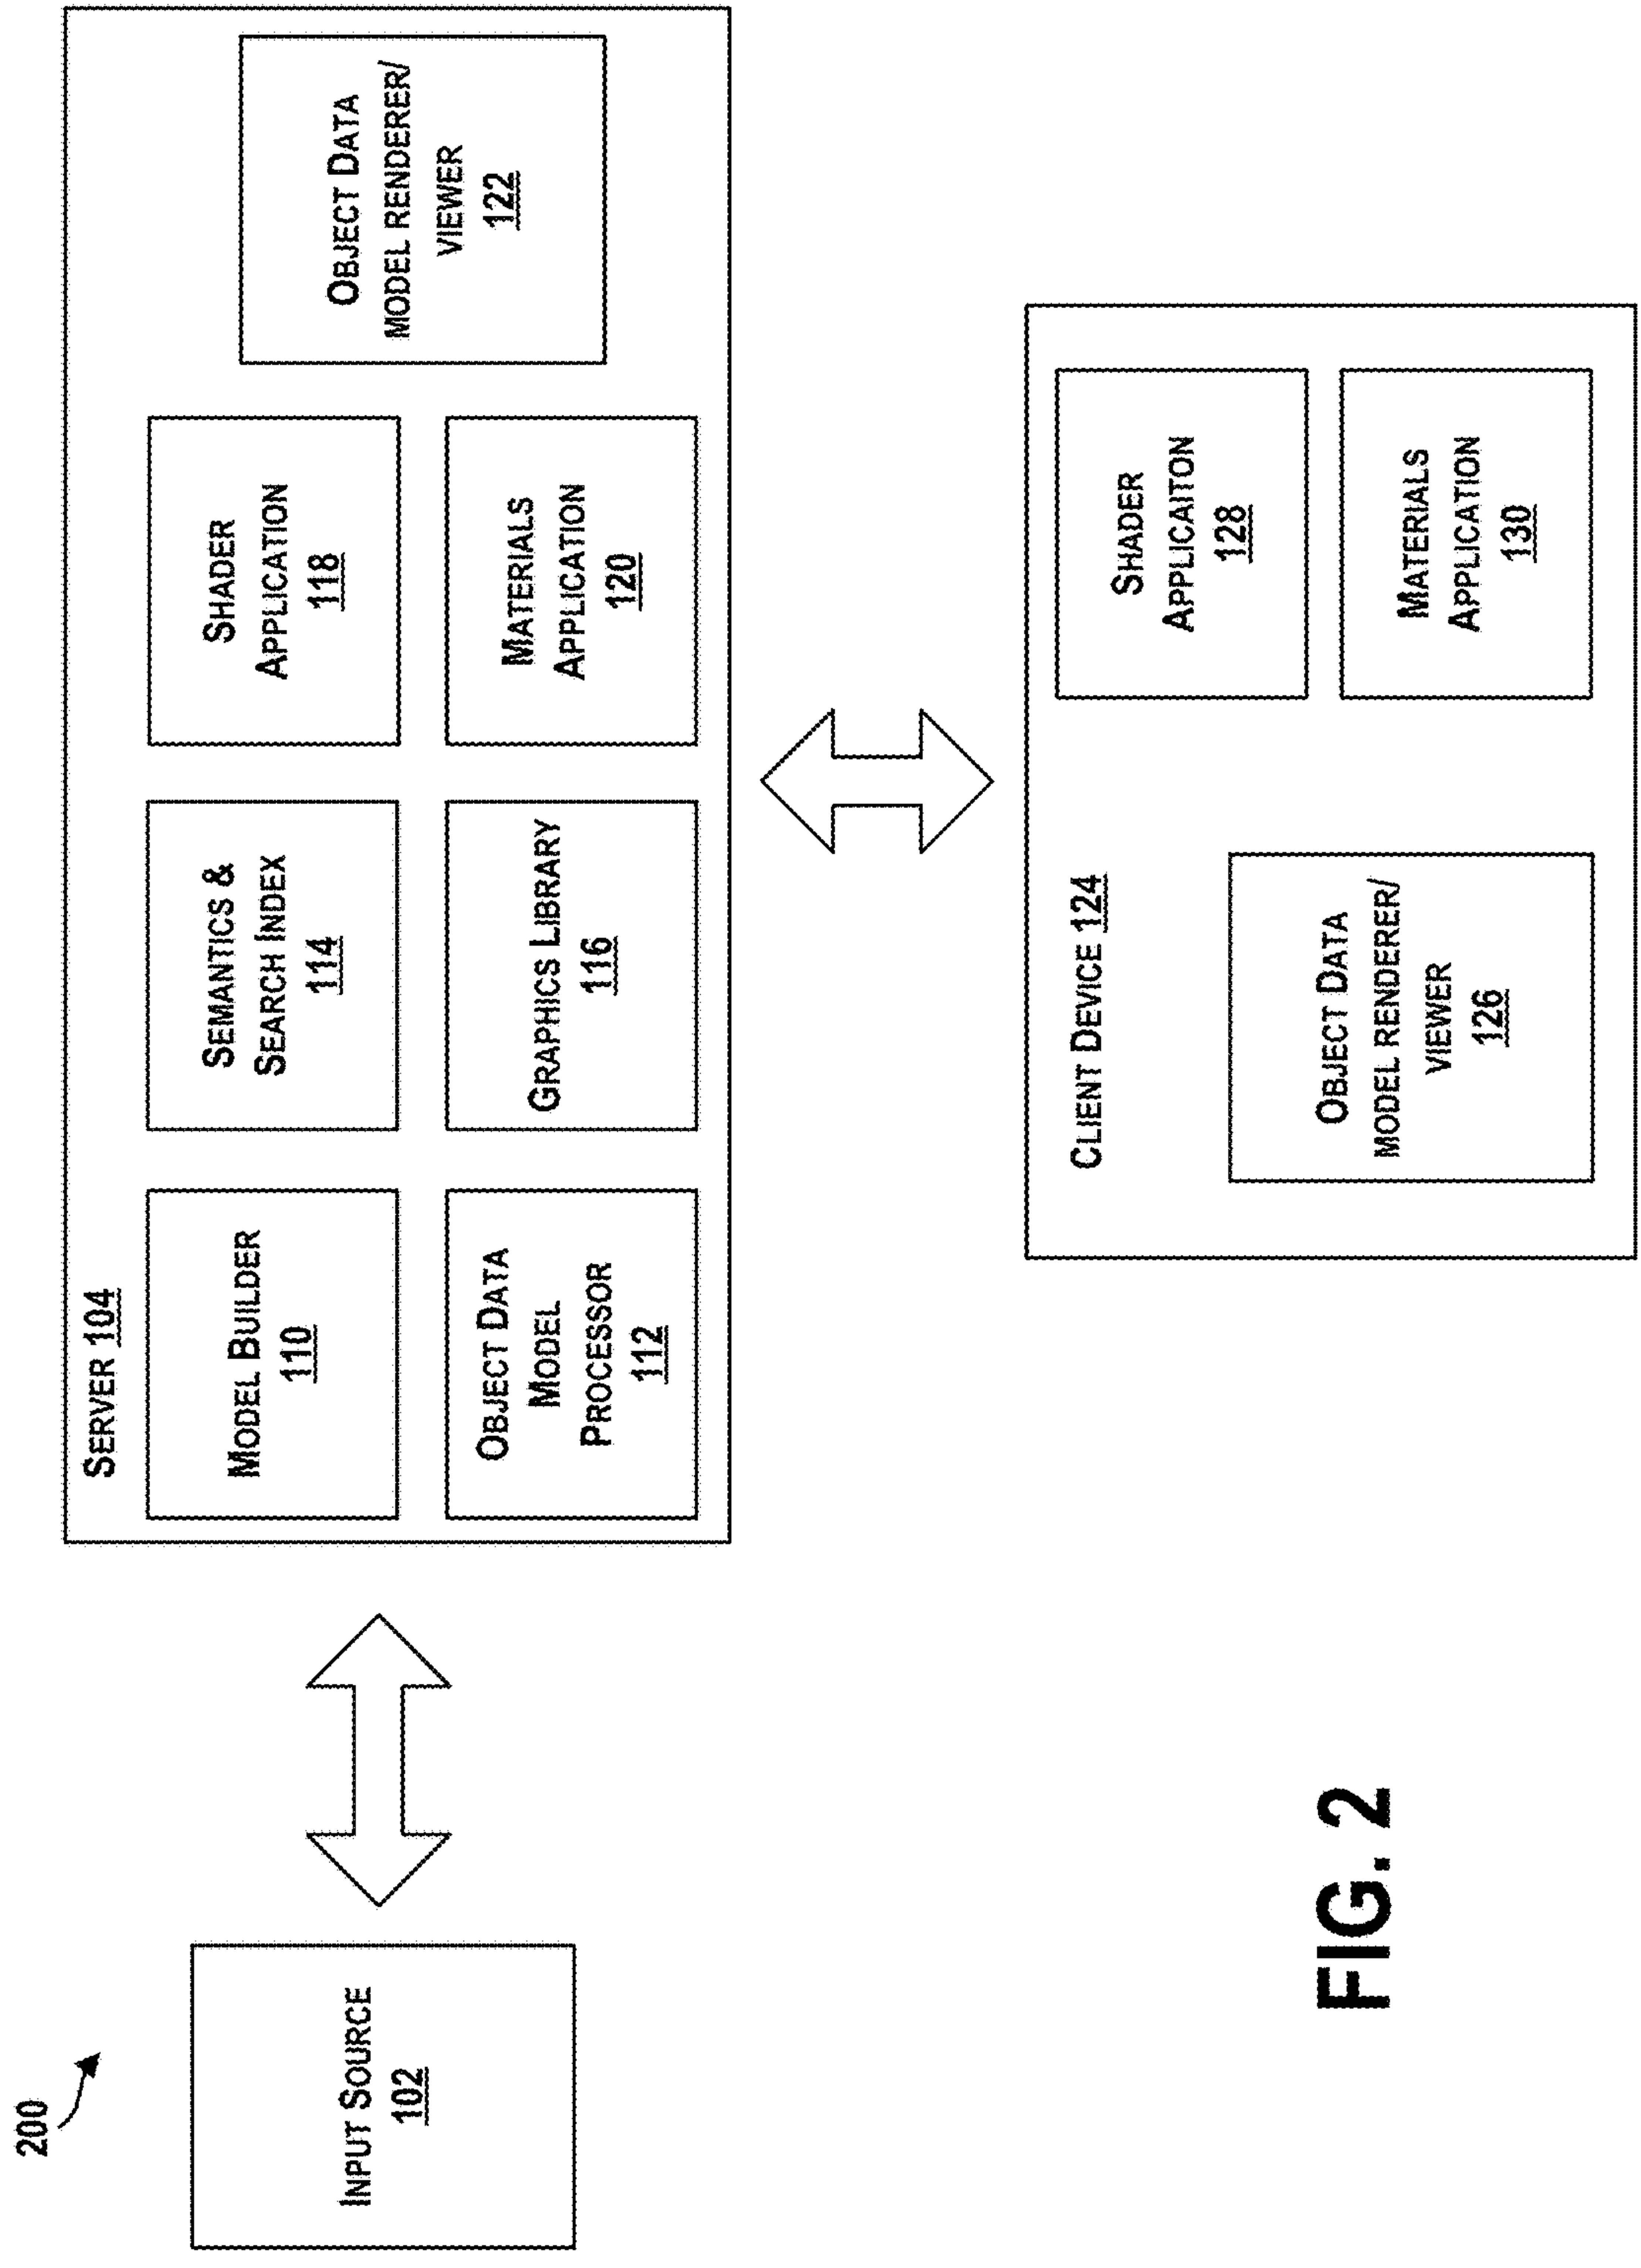 200
INPUT SOURCE
102
SERVER 104
MODEL BUILDER
110
OBJECT DATA
MODEL
PROCESSOR
112
SEMANTICS &
SEARCH INDEX
114
GRAPHICS LIBRARY
116
SHADER
APPLICATION
118
MATERIALS
APPLICATION
120
OBJECT DATA
MODEL RENDERER/
VIEWER
122
CLIENT DEVICE 124
OBJECT DATA
MODEL RENDERER/
VIEWER
126
SHADER
APPLICAITON
128
MATERIALS
APPLICATION
130
FIG. 2